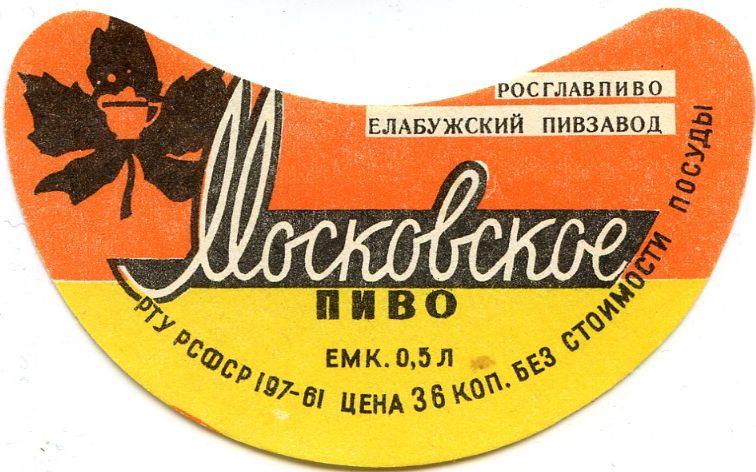 РОСГЛАВПИВО
ЕЛАБУЖСКИЙ ПИВЗАВОД
Московское
ПИВО
ЕМК. 0,5 Л
РТУ РСФСР 197-61 ЦЕНА 36 КОП. БЕЗ СТОИМОСТИ ПОСУДЫ